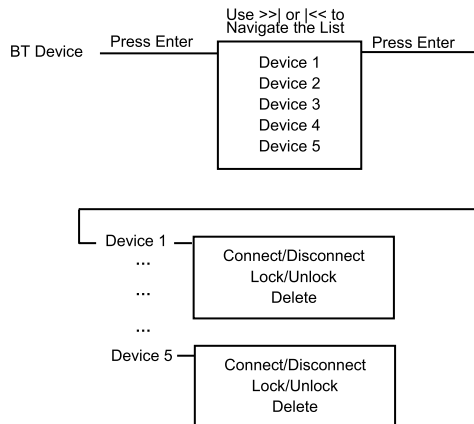 Use >>| or |<< to
Navigate the List
BT Device
Press Enter
Press Enter
Device 1
Device 2
Device 3
Device 4
Device 5
Device 1
Connect/Disconnect
Lock/Unlock
Delete
...
...
...
Device 5
Connect/Disconnect
Lock/Unlock
Delete